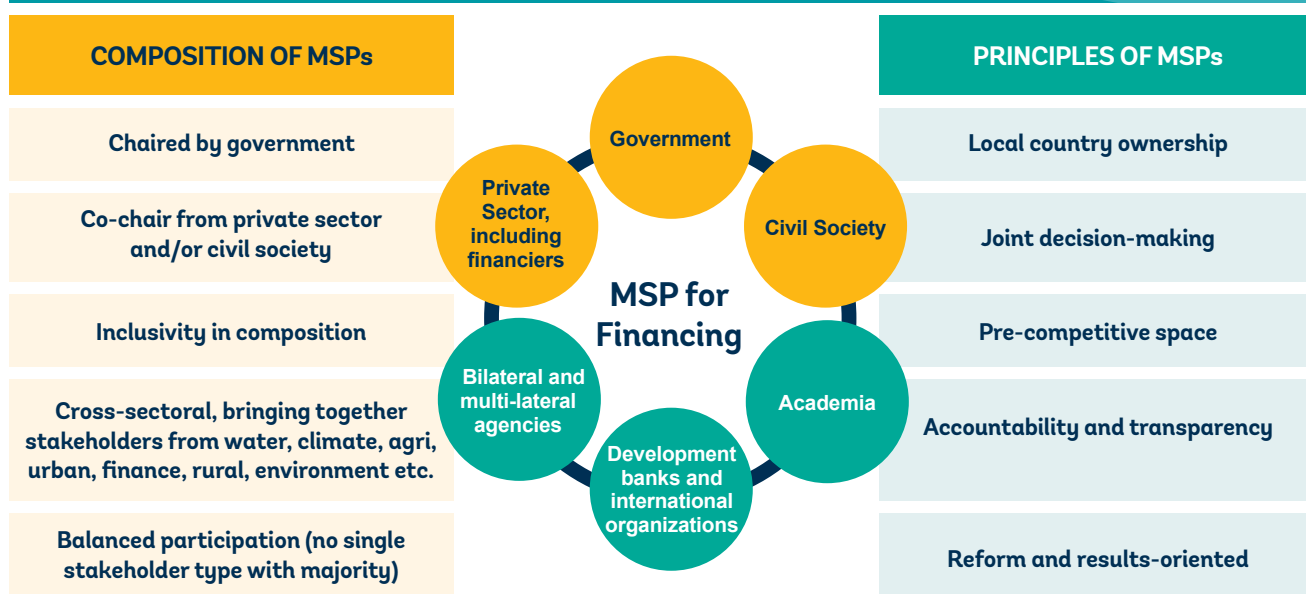 COMPOSITION OF MSPs
Chaired by government
Co-chair from private sector
and/or civil society
Inclusivity in composition
Cross-sectoral, bringing together
stakeholders from water, climate, agri,
urban, finance, rural, environment etc.
Balanced participation (no single
stakeholder type with majority)
Government
Private
Sector,
including
financiers
Civil Society
MSP for
Financing
Bilateral and
multi-lateral
agencies
Academia
Development
banks and
international
organizations
PRINCIPLES OF MSPs
Local country ownership
Joint decision-making
Pre-competitive space
Accountability and transparency
Reform and results-oriented